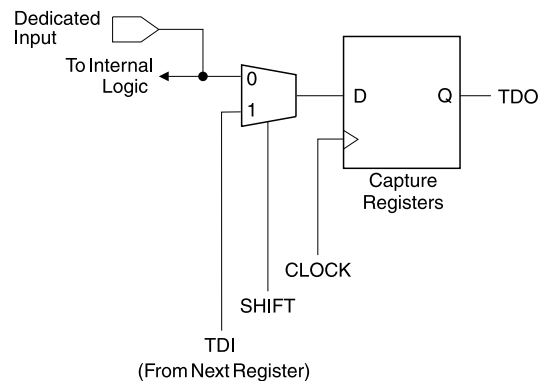 Dedicated
Input
To Internal
Logic
0
1
D
Q
TDO
Capture
Registers
CLOCK
SHIFT
TDI
(From Next Register)